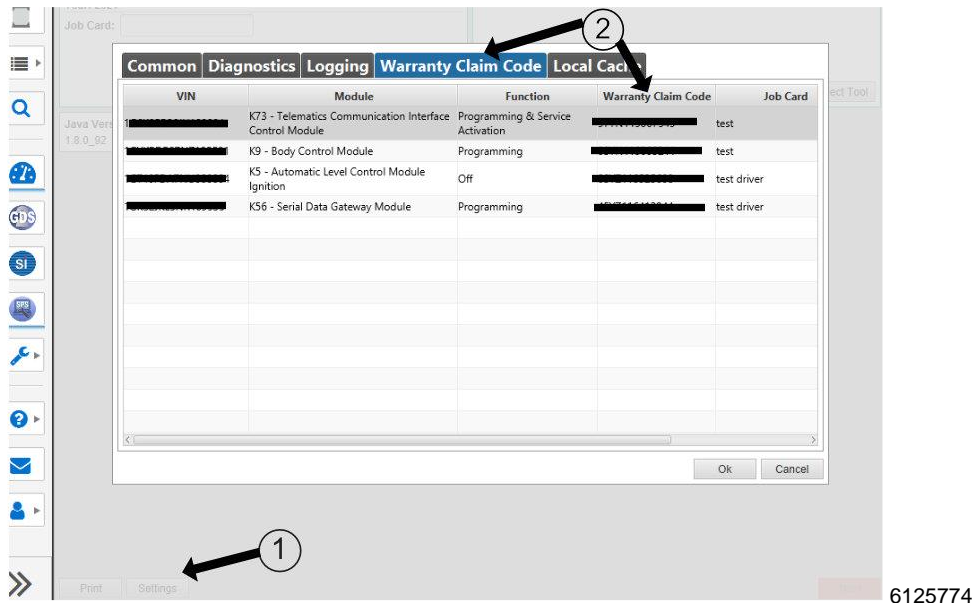 Job Card:
2
Common Diagnostics Logging Warranty Claim Code Local Cache
VIN Module Function Warranty Claim Code Job Card
ect Tool
K73 - Telematics Communication Interface Control Module Programming & Service Activation test
Java Vers
1.8.0_92
K9 - Body Control Module Programming test
K5 - Automatic Level Control Module Ignition Off test driver
K56 - Serial Data Gateway Module Programming test driver
GDS
SI
SPS
?
Ok Cancel
1
Print Settings
6125774